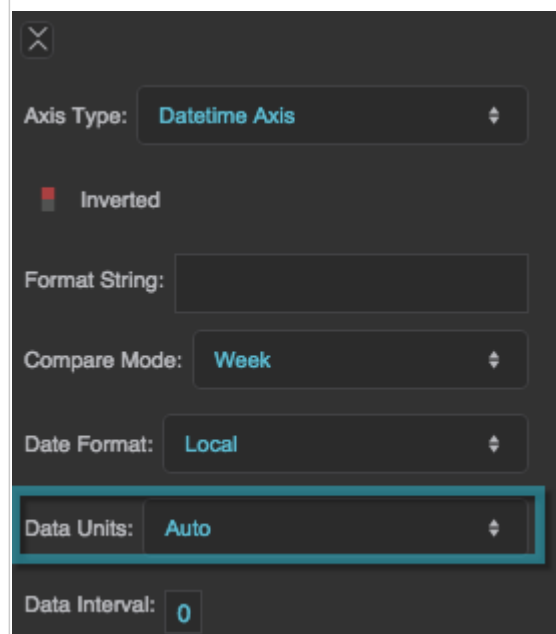 Axis Type: Datetime Axis
Inverted
Format String:
Compare Mode: Week
Date Format: Local
Data Units: Auto
Data Interval: 0